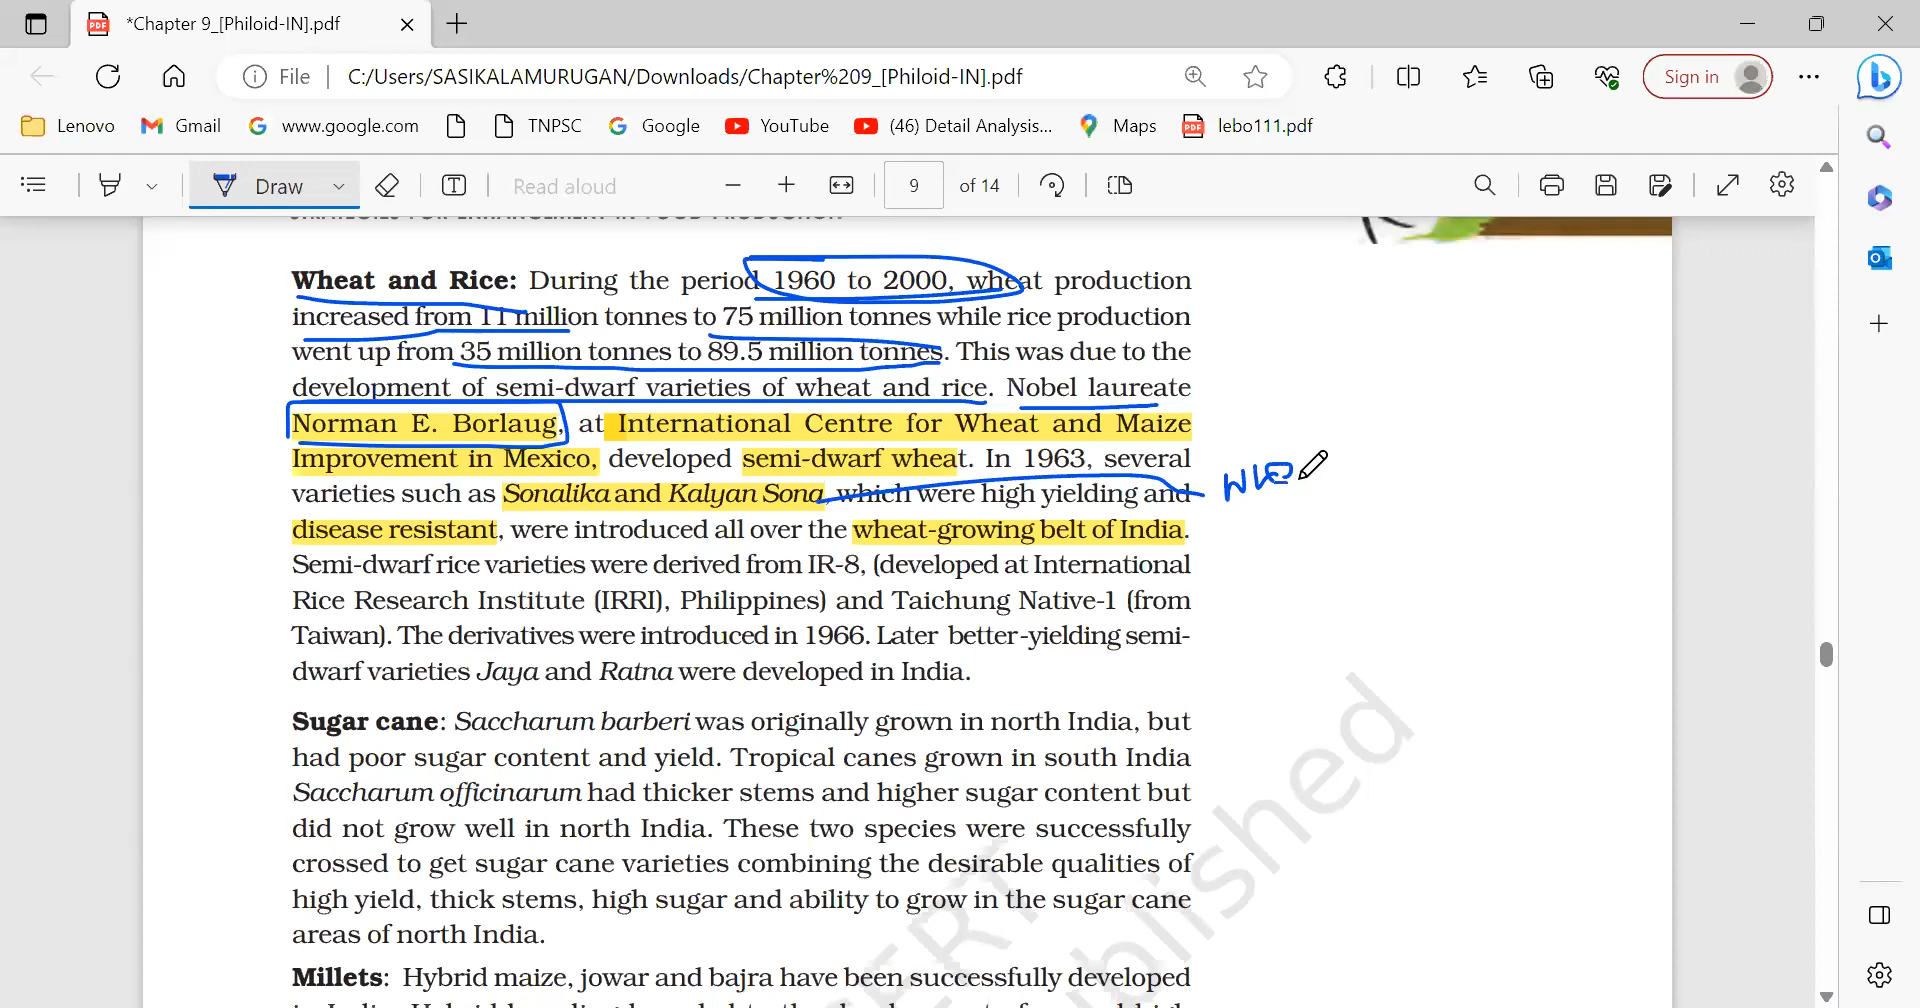 *Chapter 9_[Philoid-IN].pdf
File
C:/Users/SASIKALAMURUGAN/Downloads/Chapter%209_[Philoid-IN].pdf
Sign in
Lenovo Gmail www.google.com TNPSC Google YouTube (46) Detail Analysis... Maps lebo111.pdf
Draw Read aloud 9 of 14
STRATEGIES FOR ENHANCEMENT IN FOOD PRODUCTION
Wheat and Rice: During the period 1960 to 2000, wheat production
increased from 11 million tonnes to 75 million tonnes while rice production
went up from 35 million tonnes to 89.5 million tonnes. This was due to the
development of semi-dwarf varieties of wheat and rice. Nobel laureate
Norman E. Borlaug, at International Centre for Wheat and Maize
Improvement in Mexico, developed semi-dwarf wheat. In 1963, several
varieties such as Sonalika and Kalyan Sona, which were high yielding and
disease resistant, were introduced all over the wheat-growing belt of India.
Semi-dwarf rice varieties were derived from IR-8, (developed at International
Rice Research Institute (IRRI), Philippines) and Taichung Native-1 (from
Taiwan). The derivatives were introduced in 1966. Later better-yielding semi-
dwarf varieties Jaya and Ratna were developed in India.
Sugar cane: Saccharum barberi was originally grown in north India, but
had poor sugar content and yield. Tropical canes grown in south India
Saccharum officinarum had thicker stems and higher sugar content but
did not grow well in north India. These two species were successfully
crossed to get sugar cane varieties combining the desirable qualities of
high yield, thick stems, high sugar and ability to grow in the sugar cane
areas of north India.
Millets: Hybrid maize, jowar and bajra have been successfully developed